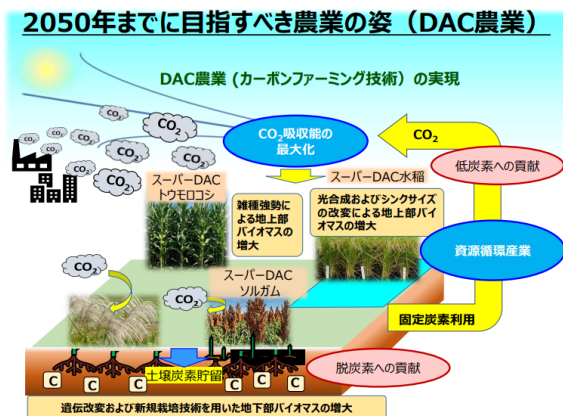 2050年までに目指すべき農業の姿（DAC農業）
DAC農業 (カーボンファーミング技術）の実現
CO2
CO2
CO2
CO2
CO2
CO2
CO2
CO2
CO2吸収能の
最大化
CO2
低炭素への貢献
スーパーDAC
トウモロコシ
雑種強勢による
地上部
バイオマスの
増大
スーパーDAC水稲
光合成およびシンクサイズ
の改変による地上部バイ
オマスの増大
資源循環産業
CO2
CO2
スーパーDAC
ソルガム
固定炭素利用
土壌炭素貯留
脱炭素への貢献
C
C
C
C
C
C
遺伝改変および新規栽培技術を用いた地下部バイオマスの増大